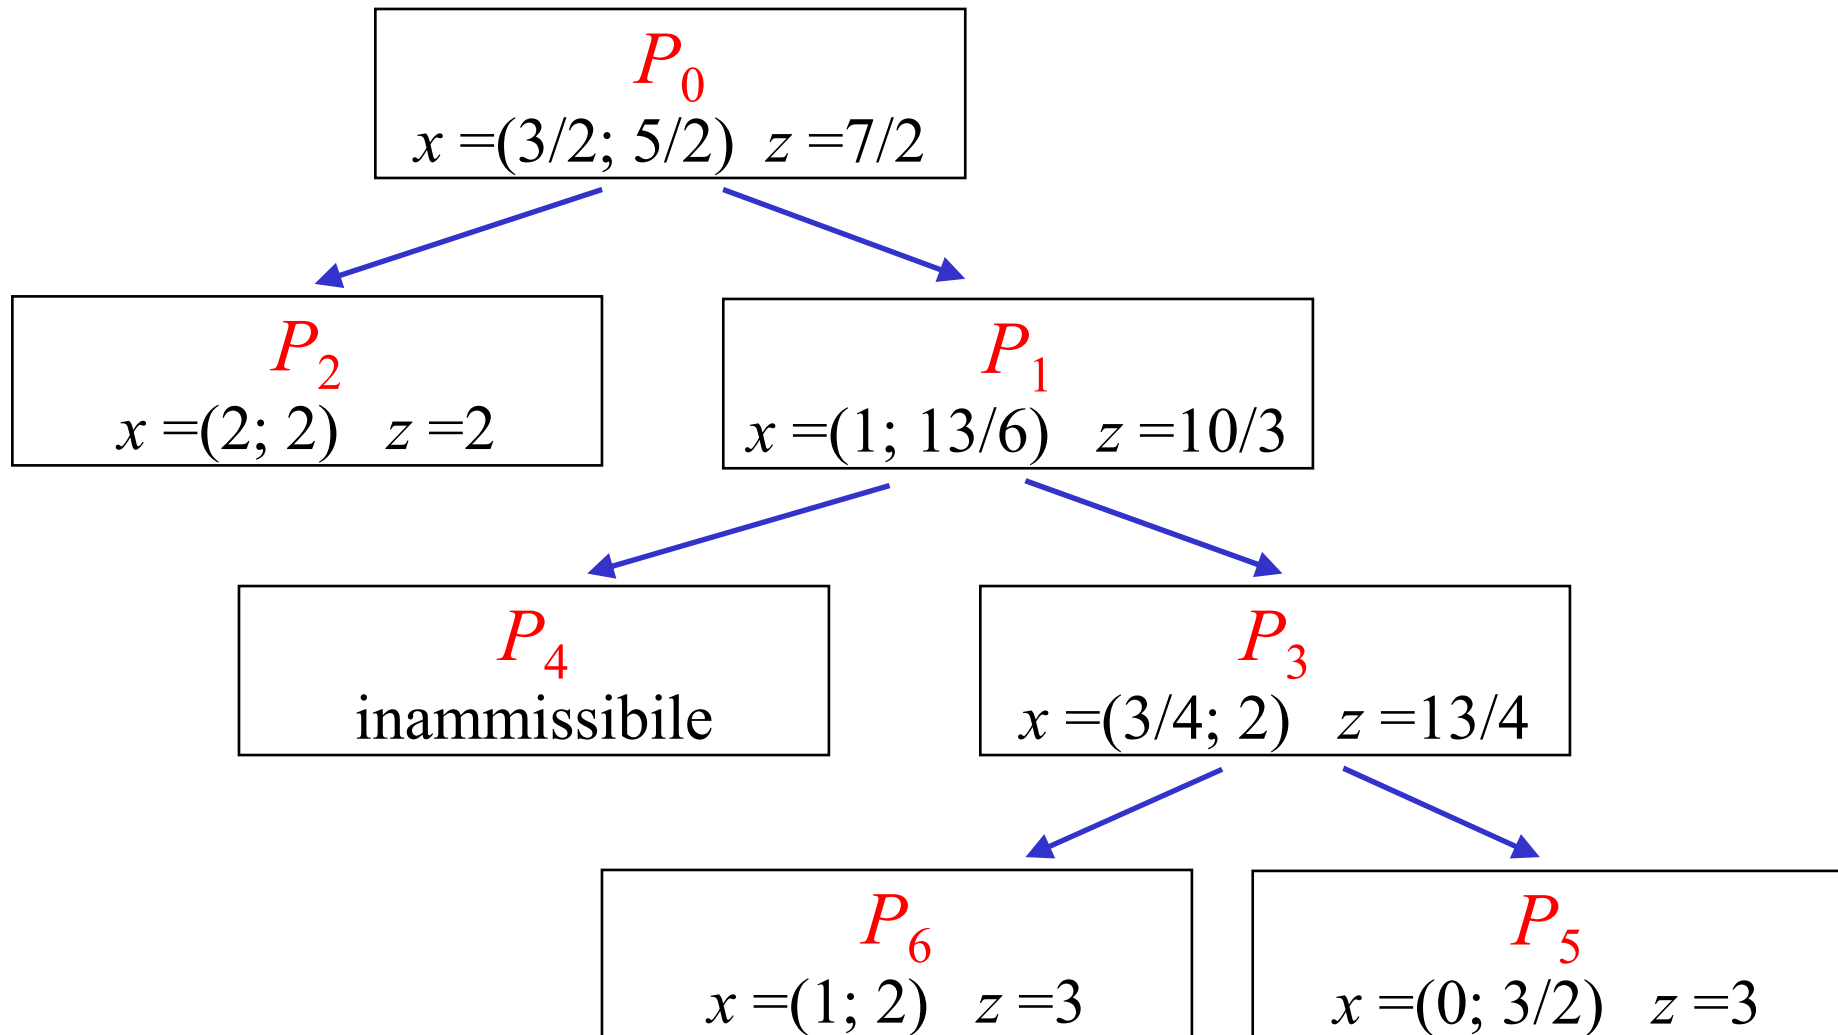 P0
x =(3/2; 5/2) z =7/2
P2
x =(2; 2) z =2
P1
x =(1; 13/6) z =10/3
P4
inammissibile
P3
x =(3/4; 2) z =13/4
P6
x =(1; 2) z =3
P5
x =(0; 3/2) z =3